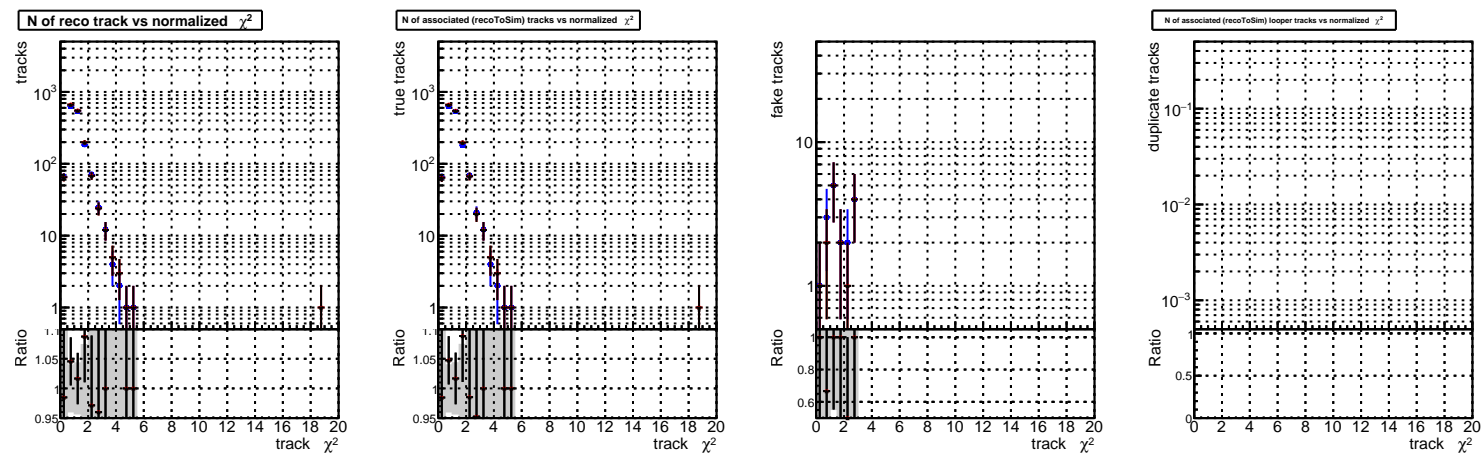 N of reco track vs normalized χ²
tracks
10³
10²
10
1
Ratio
1.1
1.05
1
0.95
0 2 4 6 8 10 12 14 16 18 20
track χ²
N of associated (recoToSim) tracks vs normalized χ²
true tracks
10³
10²
10
1
Ratio
1.1
1.05
1
0.95
0 2 4 6 8 10 12 14 16 18 20
track χ²
fake tracks
10
1
Ratio
1
0.8
0.6
0 2 4 6 8 10 12 14 16 18 20
track χ²
N of associated (recoToSim) looper tracks vs normalized χ²
duplicate tracks
10⁻¹
10⁻²
10⁻³
Ratio
1
0.5
0
0 2 4 6 8 10 12 14 16 18 20
track χ²